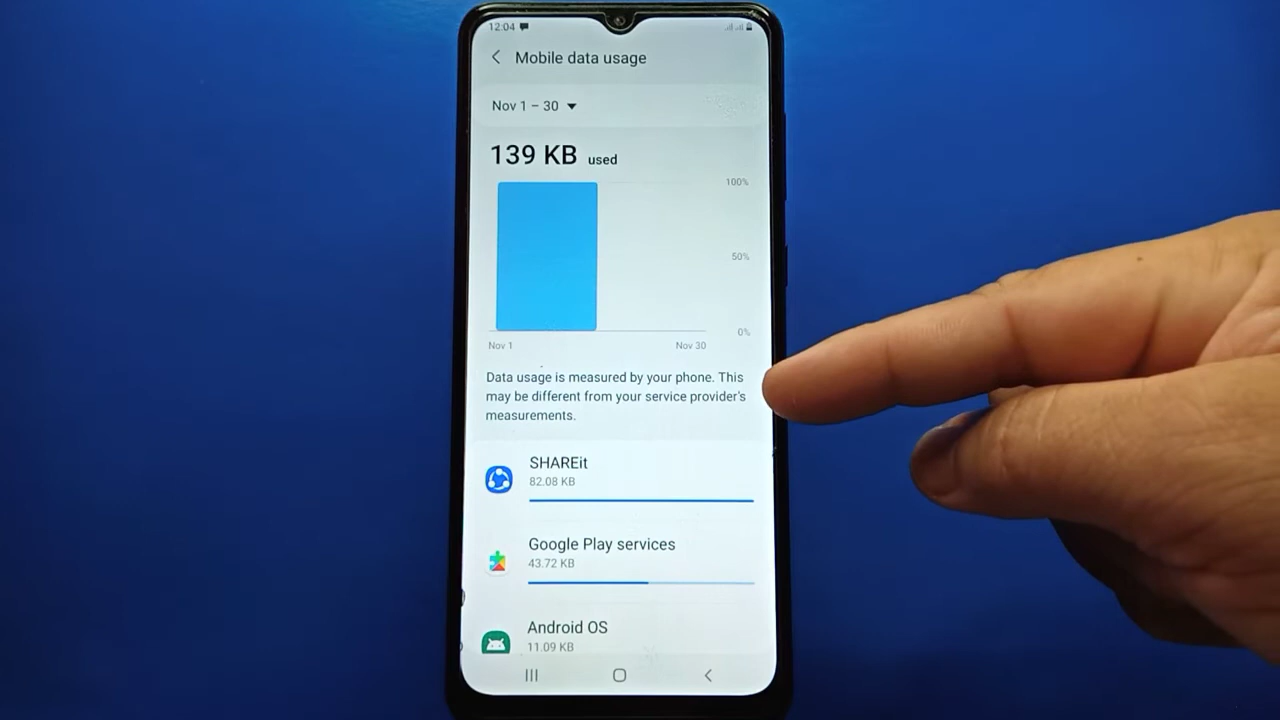 12:04
Mobile data usage
Nov 1 – 30
139 KB used
100%
50%
0%
Nov 1 Nov 30
Data usage is measured by your phone. This
may be different from your service provider's
measurements.
SHAREit
82.08 KB
Google Play services
43.72 KB
Android OS
11.09 KB